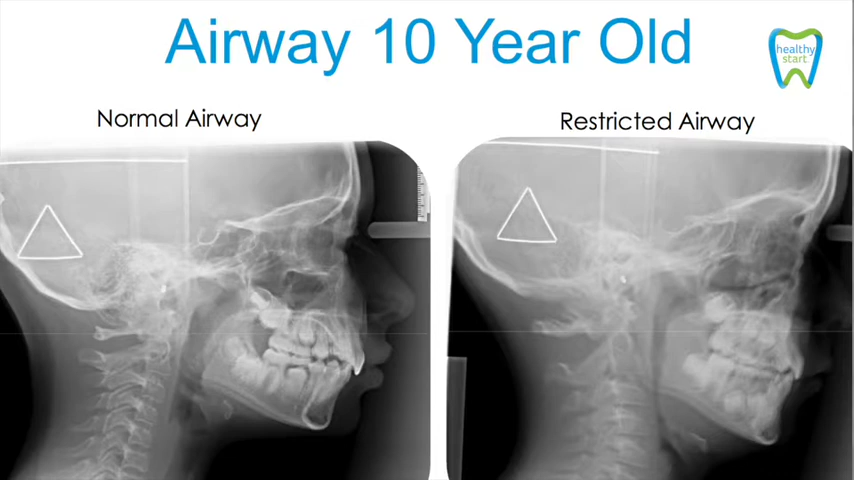 Airway 10 Year Old
healthy
start
Normal Airway
Restricted Airway